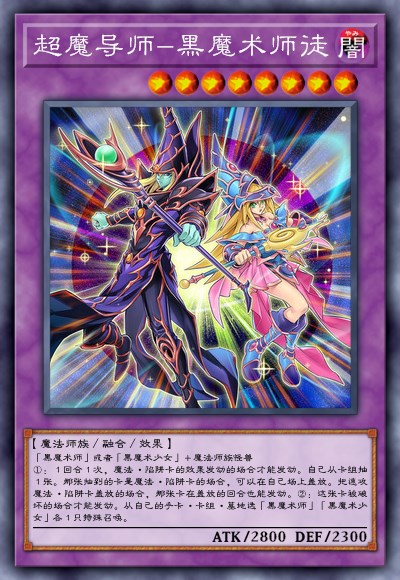 超魔导师-黑魔术师徒
闇
やみ
【魔法师族/融合/效果】
「黑魔术师」或者「黑魔术少女」+魔法师族怪兽
①：1回合1次，魔法·陷阱卡的效果发动的场合才能发动。自己从卡组抽
1张。那张抽到的卡是魔法·陷阱卡的场合，可以在自己场上盖放。把速攻
魔法·陷阱卡盖放的场合，那张卡在盖放的回合也能发动。②：这张卡被破
坏的场合才能发动。从自己的手卡·卡组·墓地选「黑魔术师」「黑魔术少
女」各1只特殊召唤。
ATK/2800 DEF/2300